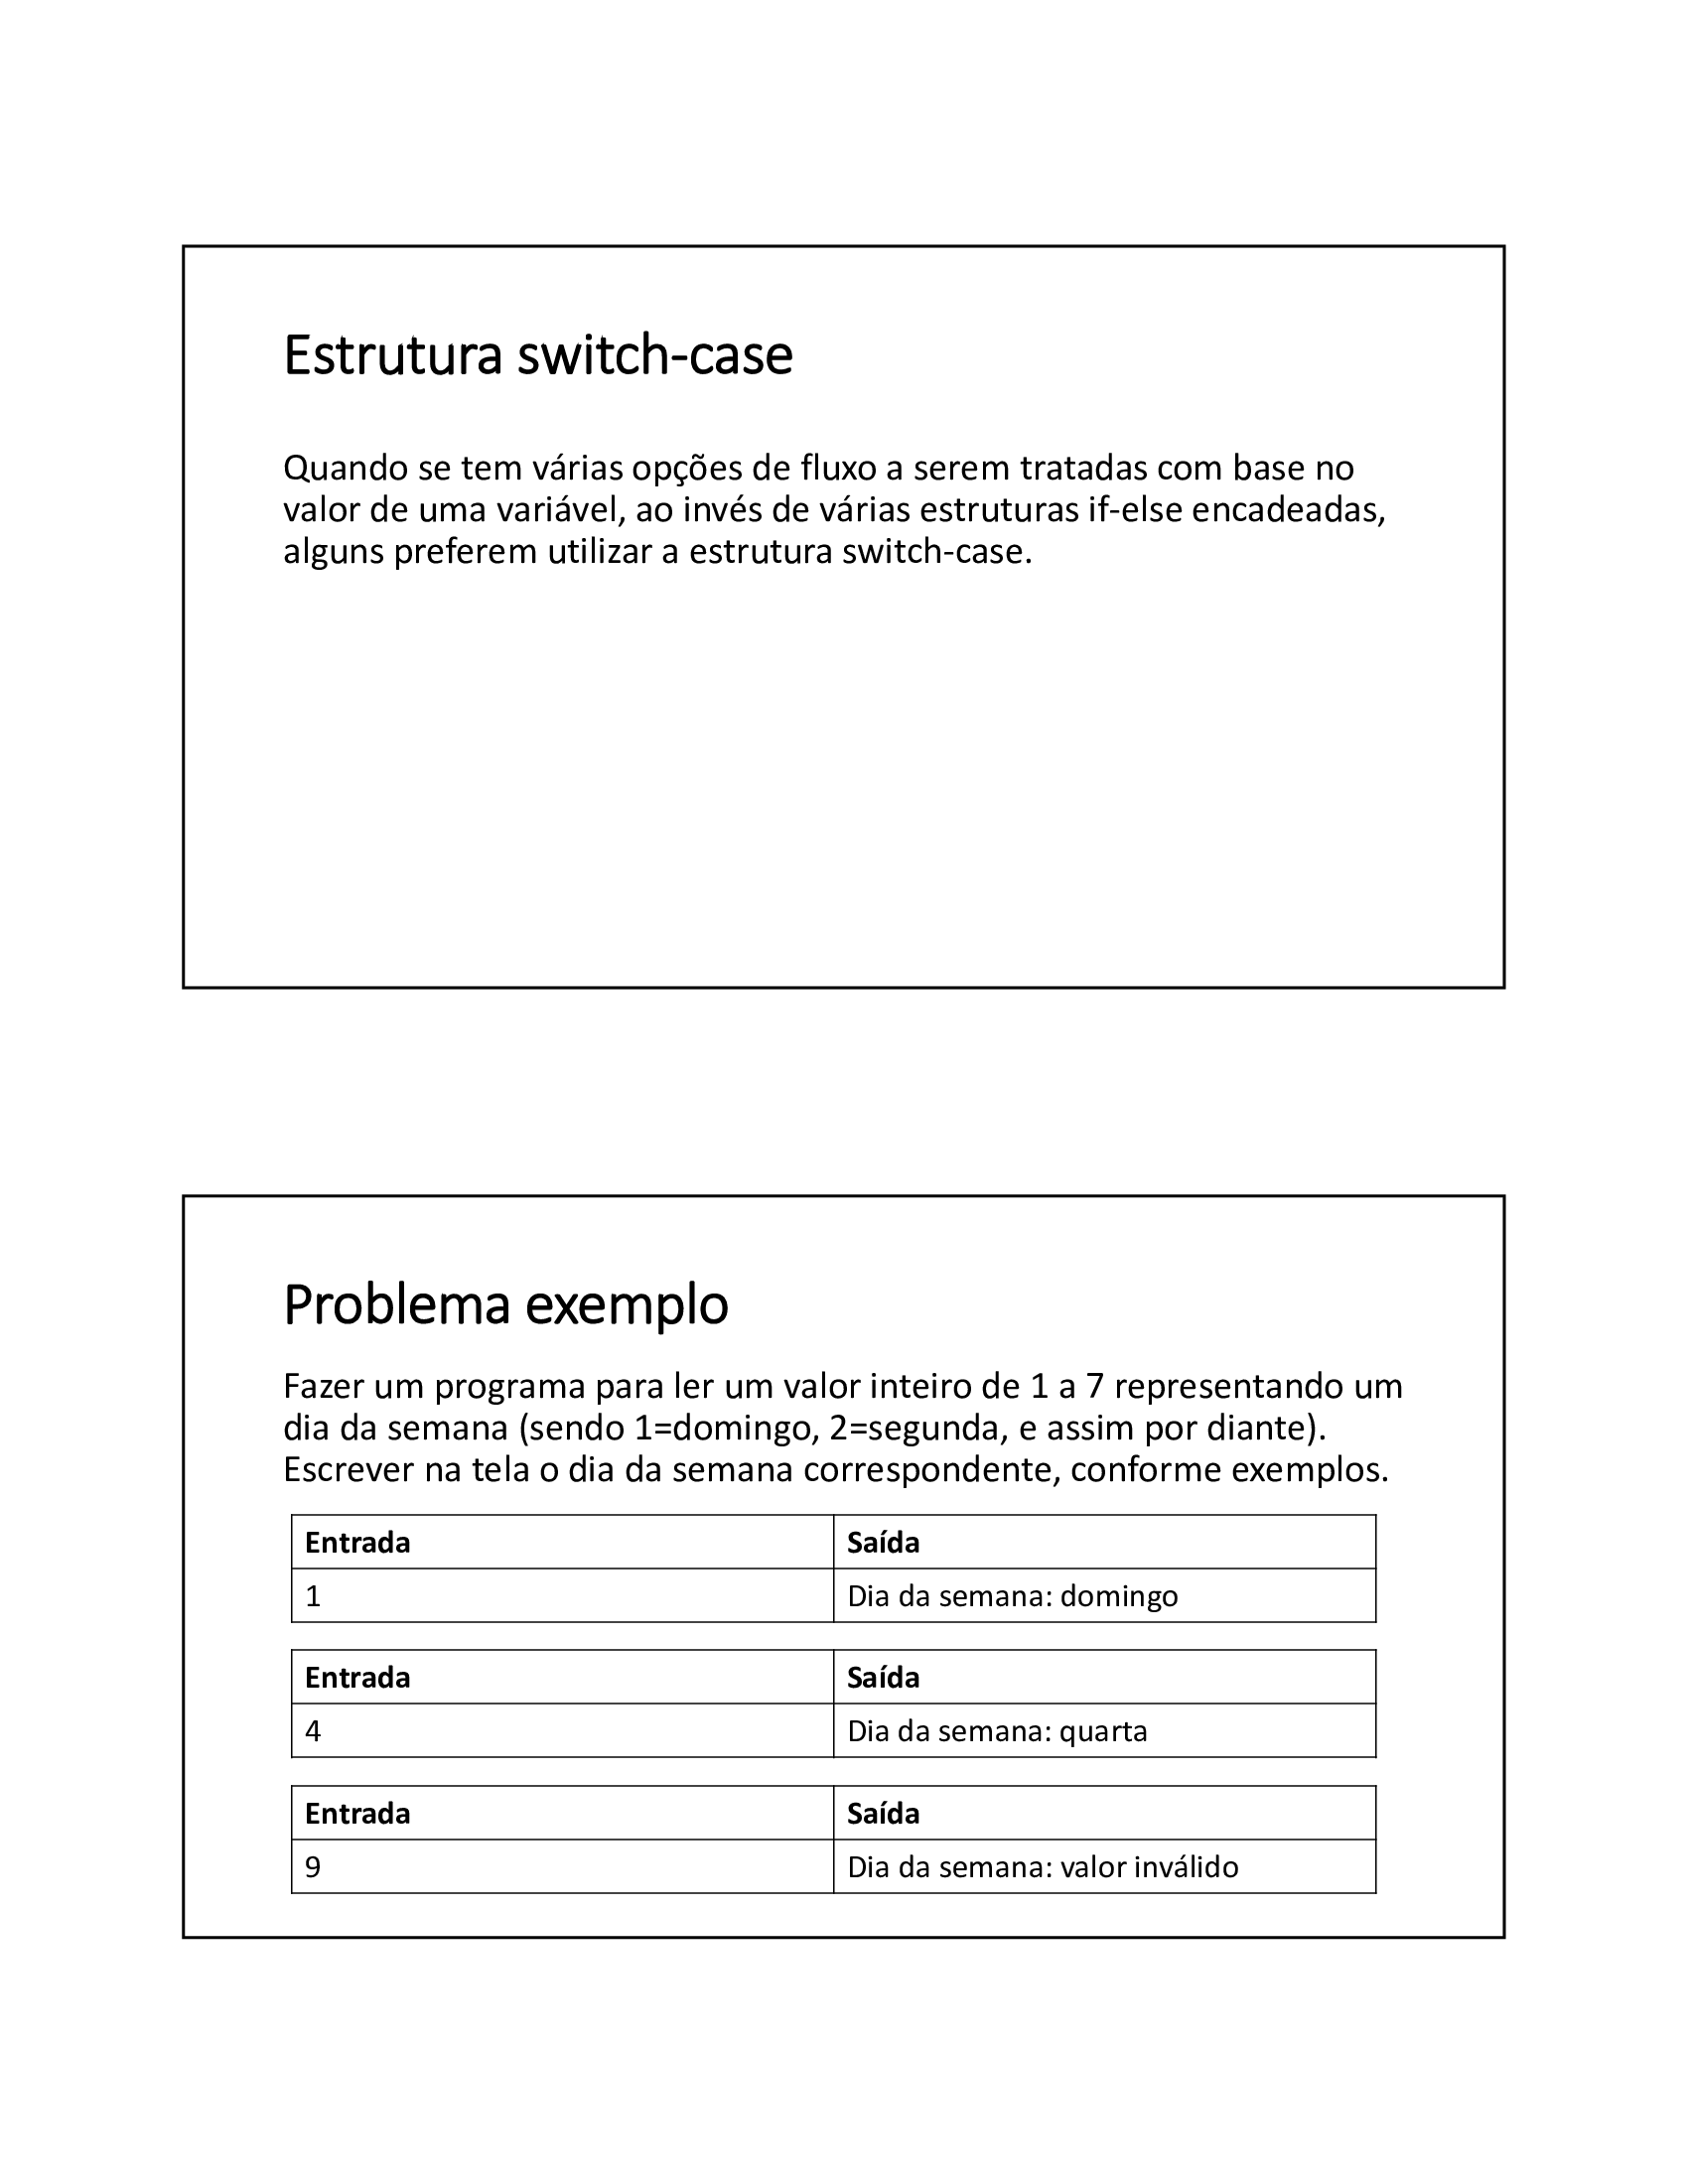 Estrutura switch-case
Quando se tem várias opções de fluxo a serem tratadas com base no
valor de uma variável, ao invés de várias estruturas if-else encadeadas,
alguns preferem utilizar a estrutura switch-case.
Problema exemplo
Fazer um programa para ler um valor inteiro de 1 a 7 representando um
dia da semana (sendo 1=domingo, 2=segunda, e assim por diante).
Escrever na tela o dia da semana correspondente, conforme exemplos.
Entrada Saída
1 Dia da semana: domingo
Entrada Saída
4 Dia da semana: quarta
Entrada Saída
9 Dia da semana: valor inválido